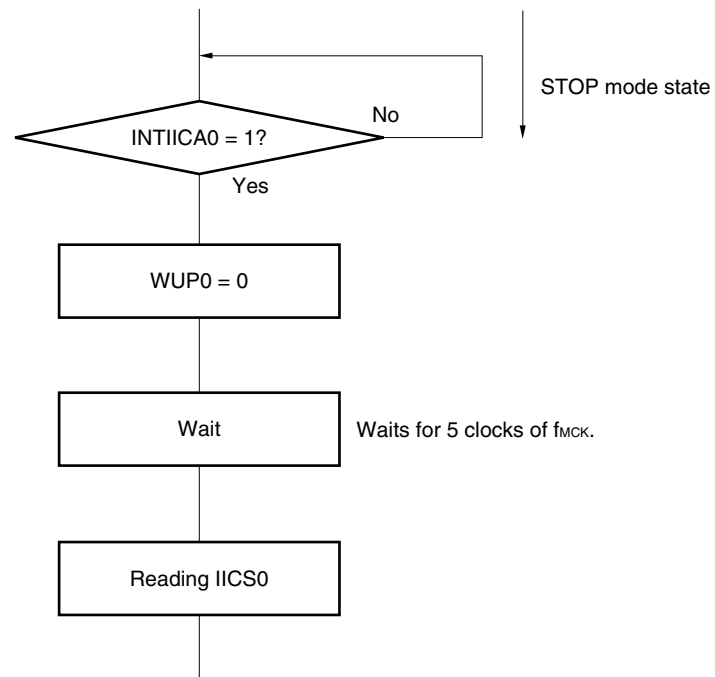 STOP mode state
No
INTIICA0 = 1?
Yes
WUP0 = 0
Wait
Waits for 5 clocks of fMCK.
Reading IICS0